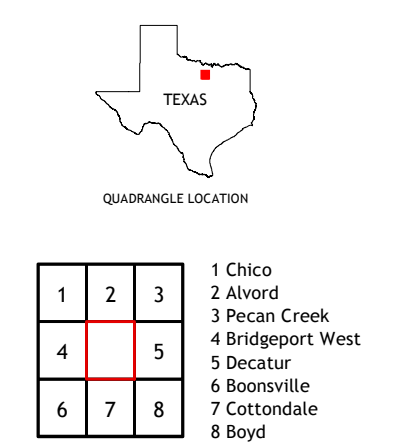 TEXAS
QUADRANGLE LOCATION
1 2 3
4 5
6 7 8
1 Chico
2 Alvord
3 Pecan Creek
4 Bridgeport West
5 Decatur
6 Boonsville
7 Cottondale
8 Boyd